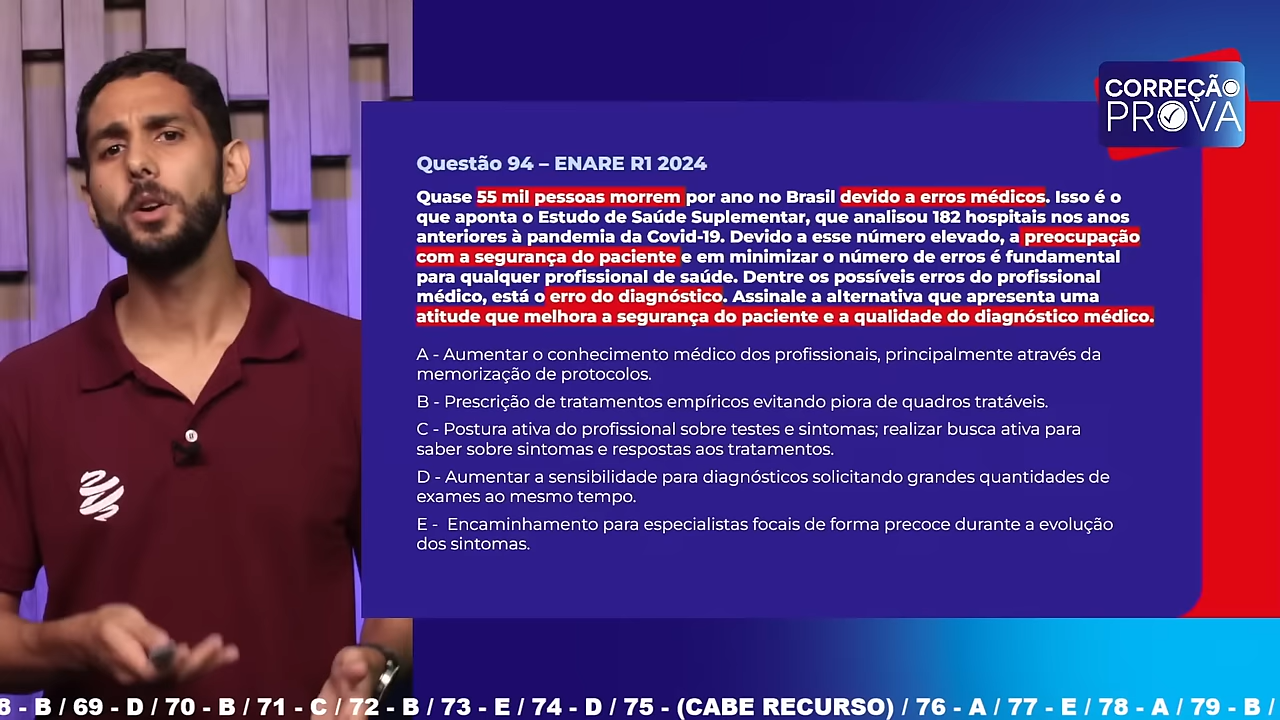 CORREÇÃO
PROVA
Questão 94 – ENARE R1 2024
Quase 55 mil pessoas morrem por ano no Brasil devido a erros médicos. Isso é o
que aponta o Estudo de Saúde Suplementar, que analisou 182 hospitais nos anos
anteriores à pandemia da Covid-19. Devido a esse número elevado, a preocupação
com a segurança do paciente e em minimizar o número de erros é fundamental
para qualquer profissional de saúde. Dentre os possíveis erros do profissional
médico, está o erro do diagnóstico. Assinale a alternativa que apresenta uma
atitude que melhora a segurança do paciente e a qualidade do diagnóstico médico.
A - Aumentar o conhecimento médico dos profissionais, principalmente através da
memorização de protocolos.
B - Prescrição de tratamentos empíricos evitando piora de quadros tratáveis.
C - Postura ativa do profissional sobre testes e sintomas; realizar busca ativa para
saber sobre sintomas e respostas aos tratamentos.
D - Aumentar a sensibilidade para diagnósticos solicitando grandes quantidades de
exames ao mesmo tempo.
E - Encaminhamento para especialistas focais de forma precoce durante a evolução
dos sintomas.
8 - B / 69 - D / 70 - B / 71 - C / 72 - B / 73 - E / 74 - D / 75 - (CABE RECURSO) / 76 - A / 77 - E / 78 - A / 79 - B /